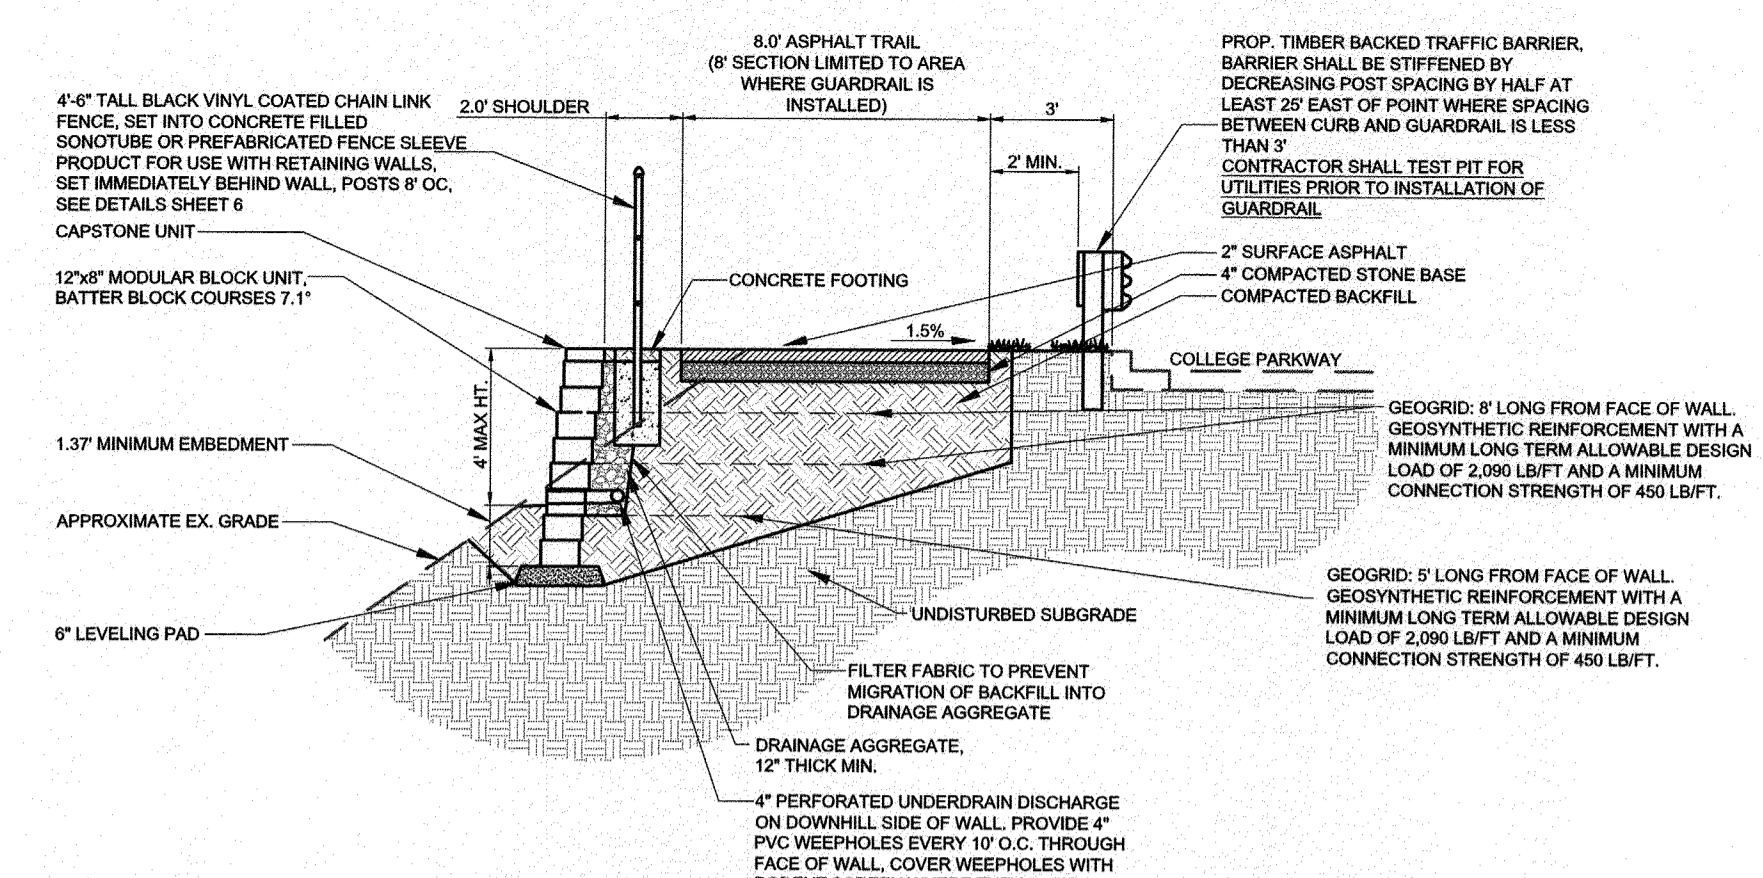 8.0' ASPHALT TRAIL
(8' SECTION LIMITED TO AREA
WHERE GUARDRAIL IS
INSTALLED)
PROP. TIMBER BACKED TRAFFIC BARRIER,
BARRIER SHALL BE STIFFENED BY
DECREASING POST SPACING BY HALF AT
LEAST 25' EAST OF POINT WHERE SPACING
BETWEEN CURB AND GUARDRAIL IS LESS
THAN 3'
CONTRACTOR SHALL TEST PIT FOR
UTILITIES PRIOR TO INSTALLATION OF
GUARDRAIL
4'-6" TALL BLACK VINYL COATED CHAIN LINK
FENCE, SET INTO CONCRETE FILLED
SONOTUBE OR PREFABRICATED FENCE SLEEVE
PRODUCT FOR USE WITH RETAINING WALLS,
SET IMMEDIATELY BEHIND WALL, POSTS 8' OC,
SEE DETAILS SHEET 6
2.0' SHOULDER
3'
2' MIN.
CAPSTONE UNIT
12"x8" MODULAR BLOCK UNIT,
BATTER BLOCK COURSES 7.1°
CONCRETE FOOTING
2" SURFACE ASPHALT
4" COMPACTED STONE BASE
COMPACTED BACKFILL
1.5%
COLLEGE PARKWAY
4' MAX HT.
1.37' MINIMUM EMBEDMENT
GEOGRID: 8' LONG FROM FACE OF WALL.
GEOSYNTHETIC REINFORCEMENT WITH A
MINIMUM LONG TERM ALLOWABLE DESIGN
LOAD OF 2,090 LB/FT AND A MINIMUM
CONNECTION STRENGTH OF 450 LB/FT.
APPROXIMATE EX. GRADE
GEOGRID: 5' LONG FROM FACE OF WALL.
GEOSYNTHETIC REINFORCEMENT WITH A
MINIMUM LONG TERM ALLOWABLE DESIGN
LOAD OF 2,090 LB/FT AND A MINIMUM
CONNECTION STRENGTH OF 450 LB/FT.
6" LEVELING PAD
UNDISTURBED SUBGRADE
FILTER FABRIC TO PREVENT
MIGRATION OF BACKFILL INTO
DRAINAGE AGGREGATE
DRAINAGE AGGREGATE,
12" THICK MIN.
4" PERFORATED UNDERDRAIN DISCHARGE
ON DOWNHILL SIDE OF WALL. PROVIDE 4"
PVC WEEPHOLES EVERY 10' O.C. THROUGH
FACE OF WALL, COVER WEEPHOLES WITH